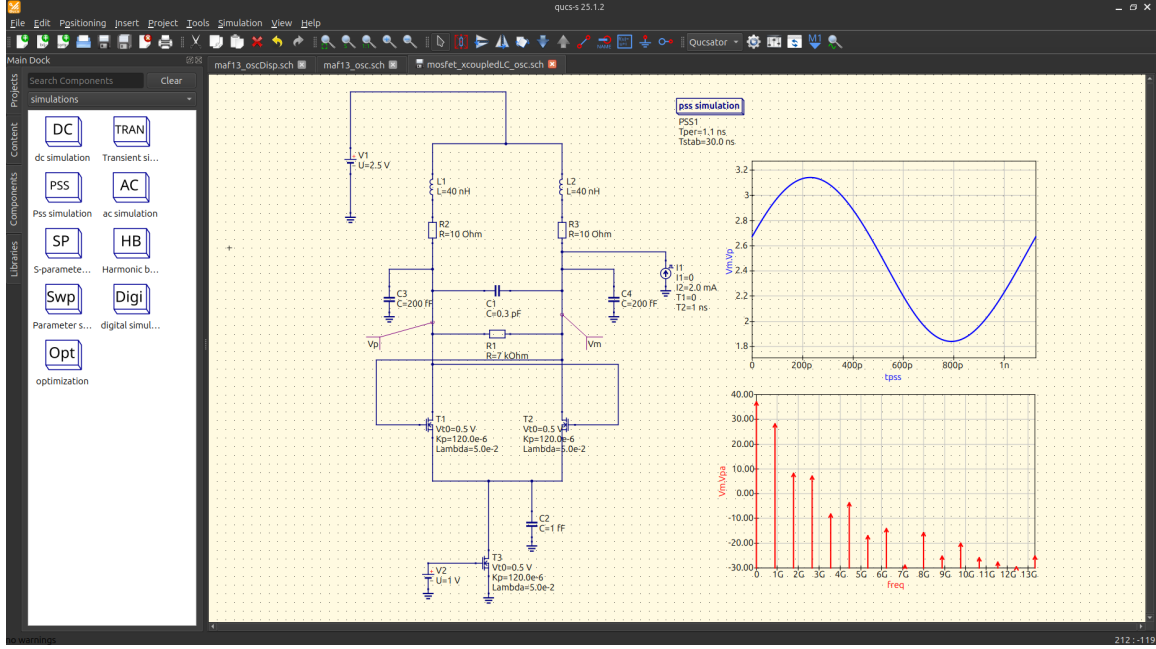 qucs-s 25.1.2
File Edit Positioning Insert Project Tools Simulation View Help
Qucsator
M1
Main Dock
maf13_oscDisp.sch
maf13_osc.sch
mosfet_xcoupledLC_osc.sch
Projects
Content
Components
Libraries
Search Components
Clear
simulations
DC
TRAN
dc simulation
Transient si...
PSS
AC
Pss simulation
ac simulation
SP
HB
S-paramete...
Harmonic b...
Swp
Digi
Parameter s...
digital simul...
Opt
optimization
V1
U=2.5 V
L1
L=40 nH
L2
L=40 nH
R2
R=10 Ohm
R3
R=10 Ohm
I1
I1=0
I2=2.0 mA
T1=0
T2=1 ns
C3
C=200 fF
C1
C=0.3 pF
C4
C=200 fF
Vp
R1
R=7 kOhm
Vm
T1
Vt0=0.5 V
Kp=120.0e-6
Lambda=5.0e-2
T2
Vt0=0.5 V
Kp=120.0e-6
Lambda=5.0e-2
C2
C=1 fF
T3
Vt0=0.5 V
Kp=120.0e-6
Lambda=5.0e-2
V2
U=1 V
pss simulation
PSS1
Tper=1.1 ns
Tstab=30.0 ns
3.2
3
2.8
2.6
2.4
2.2
2
1.8
Vm.Vp
0 200p 400p 600p 800p 1n
tpss
40.00
30.00
20.00
10.00
0.00
-10.00
-20.00
-30.00
Vm.Vpa
0 1G 2G 3G 4G 5G 6G 7G 8G 9G 10G 11G 12G 13G
freq
no warnings
212 : -119